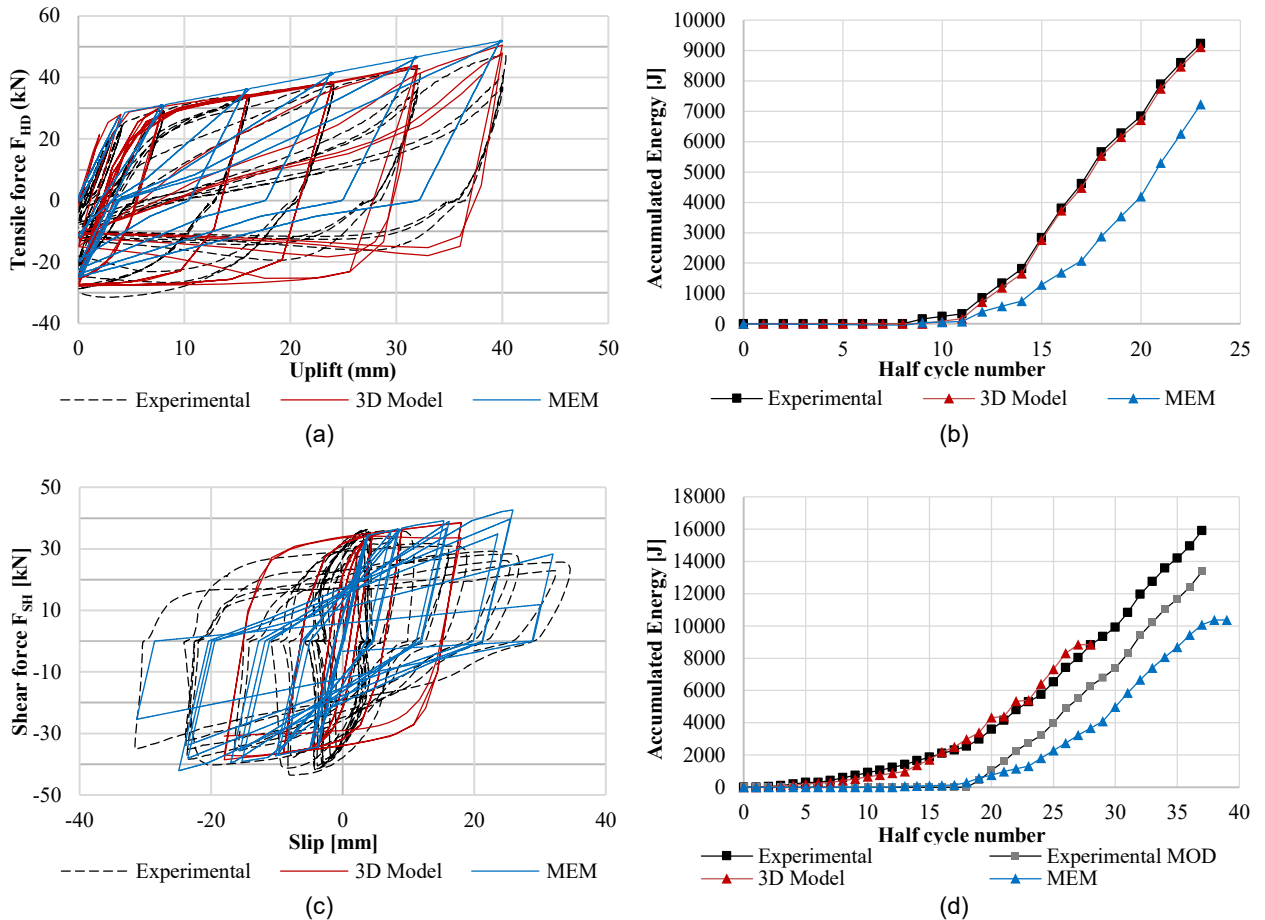 60
40
20
0
-20
-40
0 10 20 30 40 50
Tensile force F_HD (kN)
Uplift (mm)
Experimental 3D Model MEM
(a)
10000
9000
8000
7000
6000
5000
4000
3000
2000
1000
0
0 5 10 15 20 25
Accumulated Energy [J]
Half cycle number
Experimental 3D Model MEM
(b)
50
30
10
-10
-30
-50
-40 -20 0 20 40
Shear force F_SH [kN]
Slip [mm]
Experimental 3D Model MEM
(c)
18000
16000
14000
12000
10000
8000
6000
4000
2000
0
0 5 10 15 20 25 30 35 40
Accumulated Energy [J]
Half cycle number
Experimental Experimental MOD
3D Model MEM
(d)